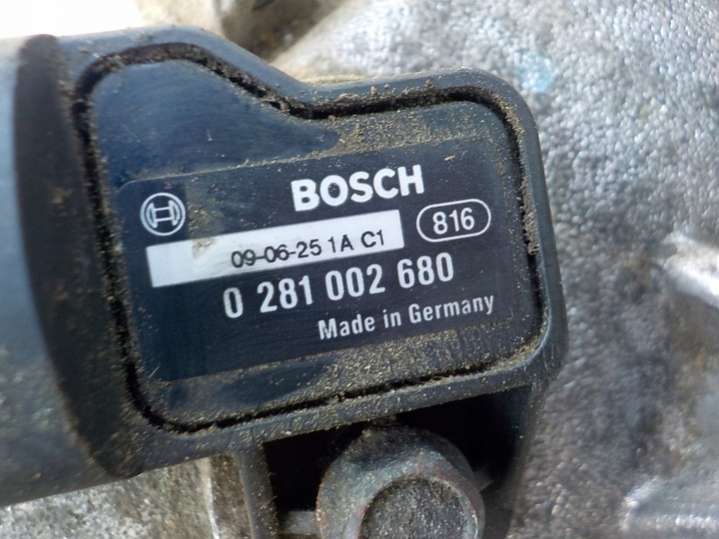 BOSCH
816
09-06-25 1A C1
0 281 002 680
Made in Germany